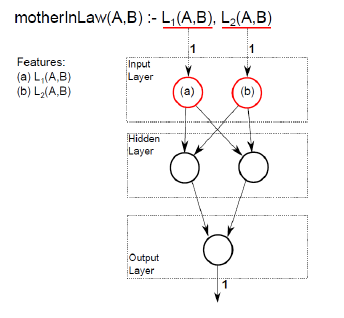 motherInLaw(A,B) :- L₁(A,B), L₂(A,B)
1 1
Features:
(a) L₁(A,B)
(b) L₂(A,B)
Input
Layer
(a) (b)
Hidden
Layer
Output
Layer
1